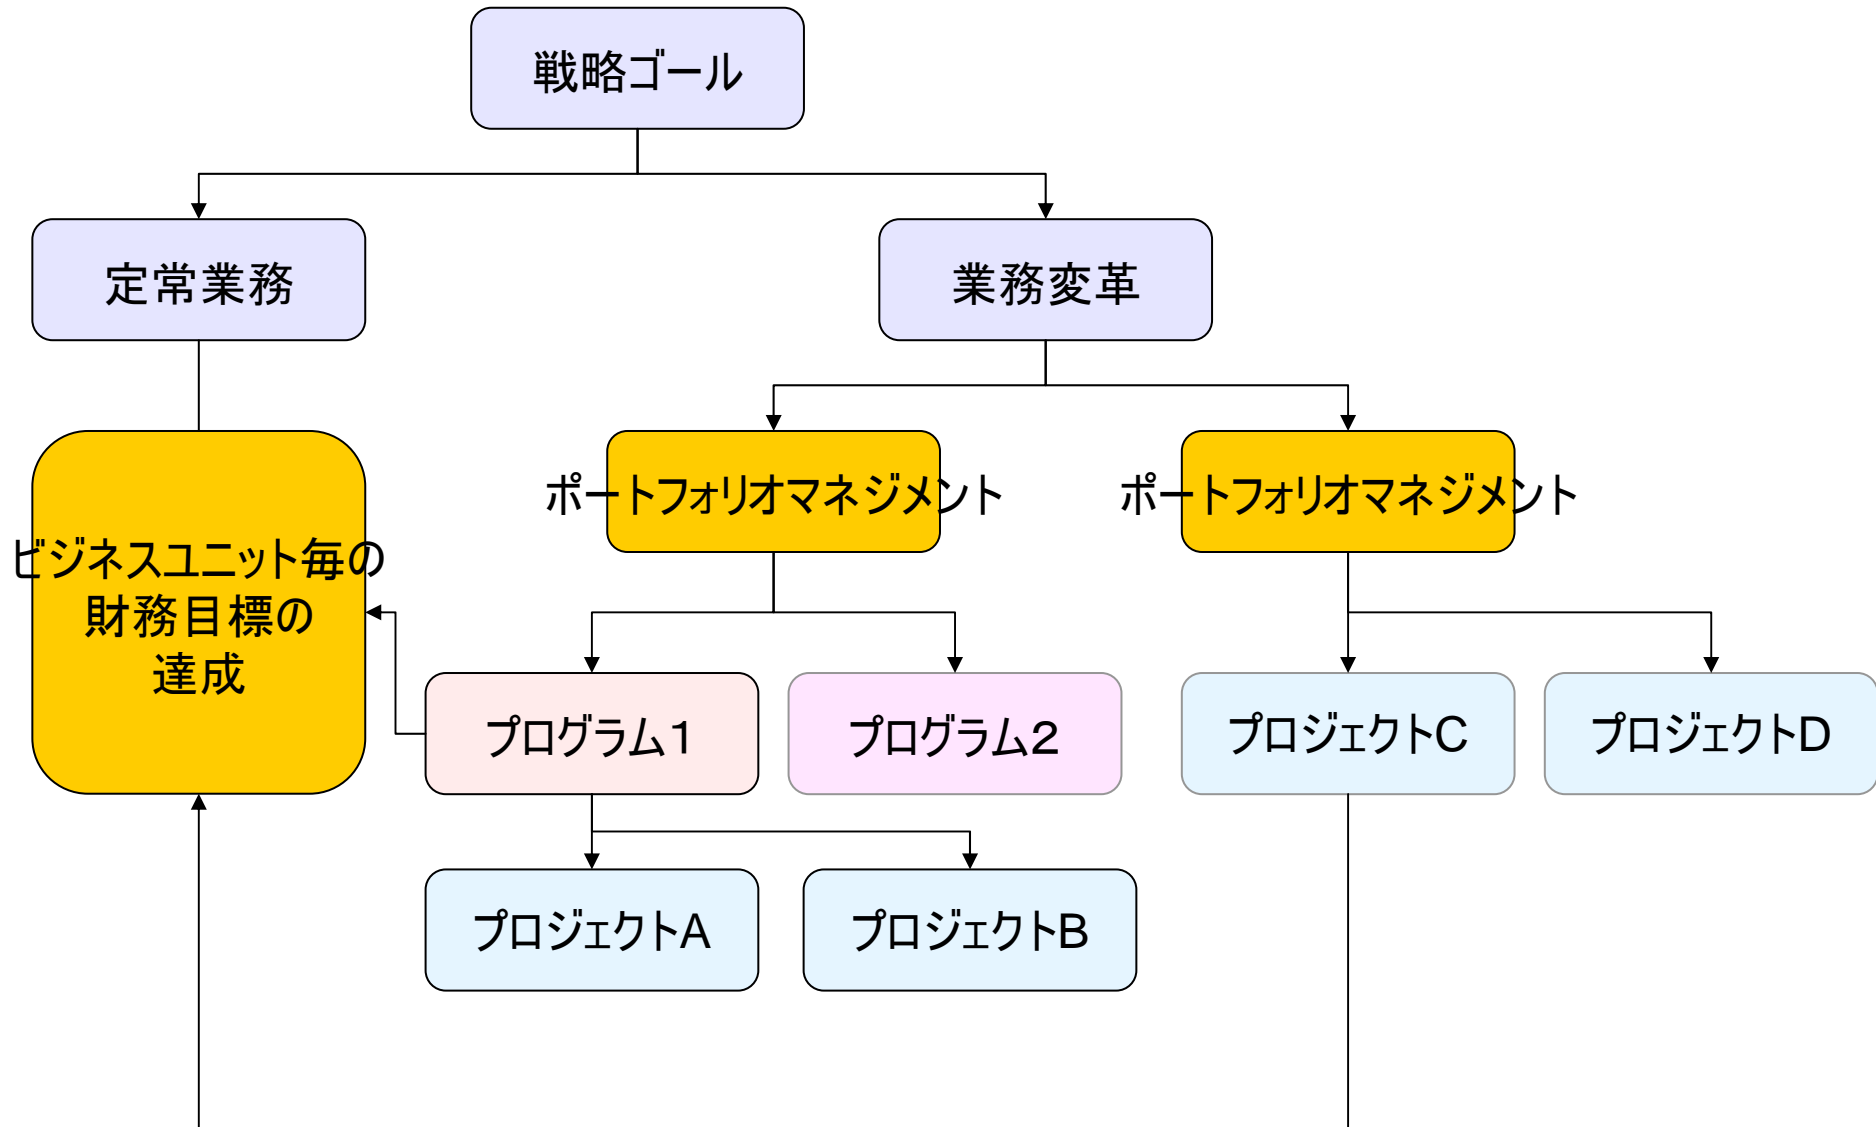 戦略ゴール
定常業務
業務変革
ポートフォリオマネジメント
ポートフォリオマネジメント
ビジネスユニット毎の
財務目標の
達成
プログラム1
プログラム2
プロジェクトC
プロジェクトD
プロジェクトA
プロジェクトB